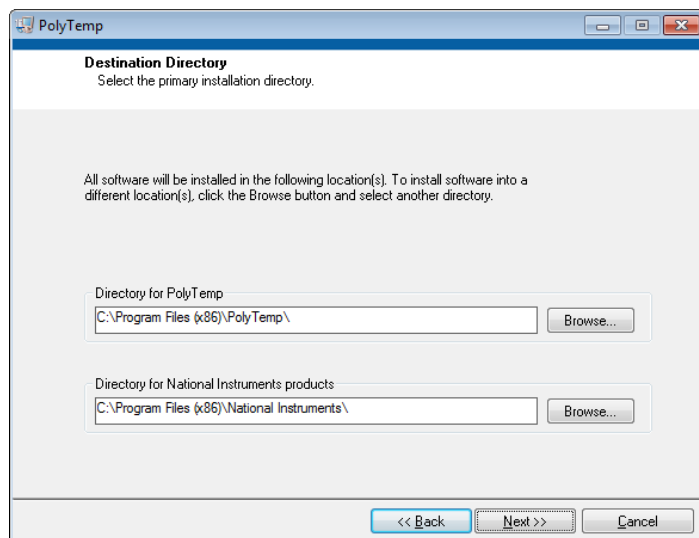 PolyTemp
Destination Directory
Select the primary installation directory.
All software will be installed in the following location(s). To install software into a
different location(s), click the Browse button and select another directory.
Directory for PolyTemp
C:\Program Files (x86)\PolyTemp\
Browse...
Directory for National Instruments products
C:\Program Files (x86)\National Instruments\
Browse...
<< Back
Next >>
Cancel